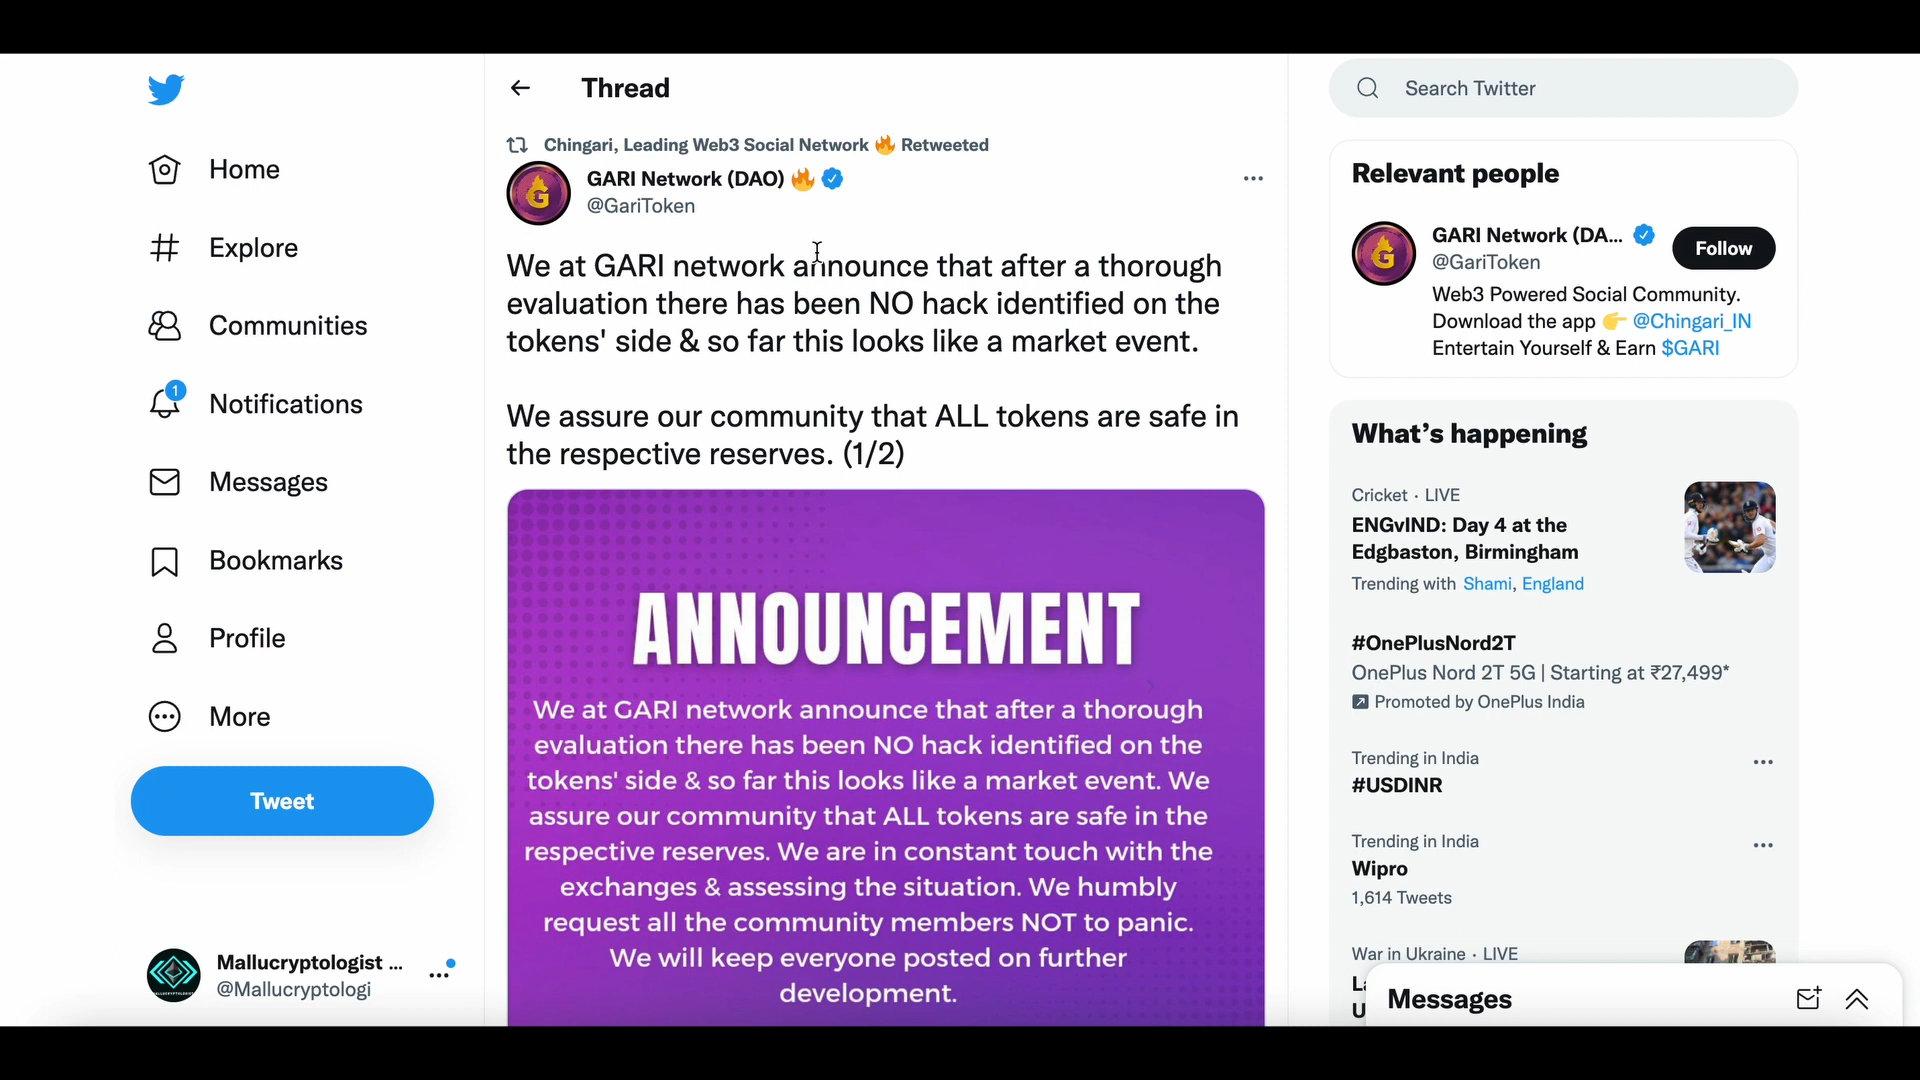 Home
Explore
Communities
1
Notifications
Messages
Bookmarks
Profile
More
Tweet
Mallucryptologist ...
@Mallucryptologi
Thread
Chingari, Leading Web3 Social Network 🔥 Retweeted
GARI Network (DAO) 🔥
@GariToken
We at GARI network announce that after a thorough
evaluation there has been NO hack identified on the
tokens' side & so far this looks like a market event.
We assure our community that ALL tokens are safe in
the respective reserves. (1/2)
ANNOUNCEMENT
We at GARI network announce that after a thorough
evaluation there has been NO hack identified on the
tokens' side & so far this looks like a market event. We
assure our community that ALL tokens are safe in the
respective reserves. We are in constant touch with the
exchanges & assessing the situation. We humbly
request all the community members NOT to panic.
We will keep everyone posted on further
development.
Search Twitter
Relevant people
GARI Network (DA...
@GariToken
Follow
Web3 Powered Social Community.
Download the app 👉 @Chingari_IN
Entertain Yourself & Earn $GARI
What's happening
Cricket · LIVE
ENGvIND: Day 4 at the
Edgbaston, Birmingham
Trending with Shami, England
#OnePlusNord2T
OnePlus Nord 2T 5G | Starting at ₹27,499*
Promoted by OnePlus India
Trending in India
#USDINR
Trending in India
Wipro
1,614 Tweets
War in Ukraine · LIVE
Messages